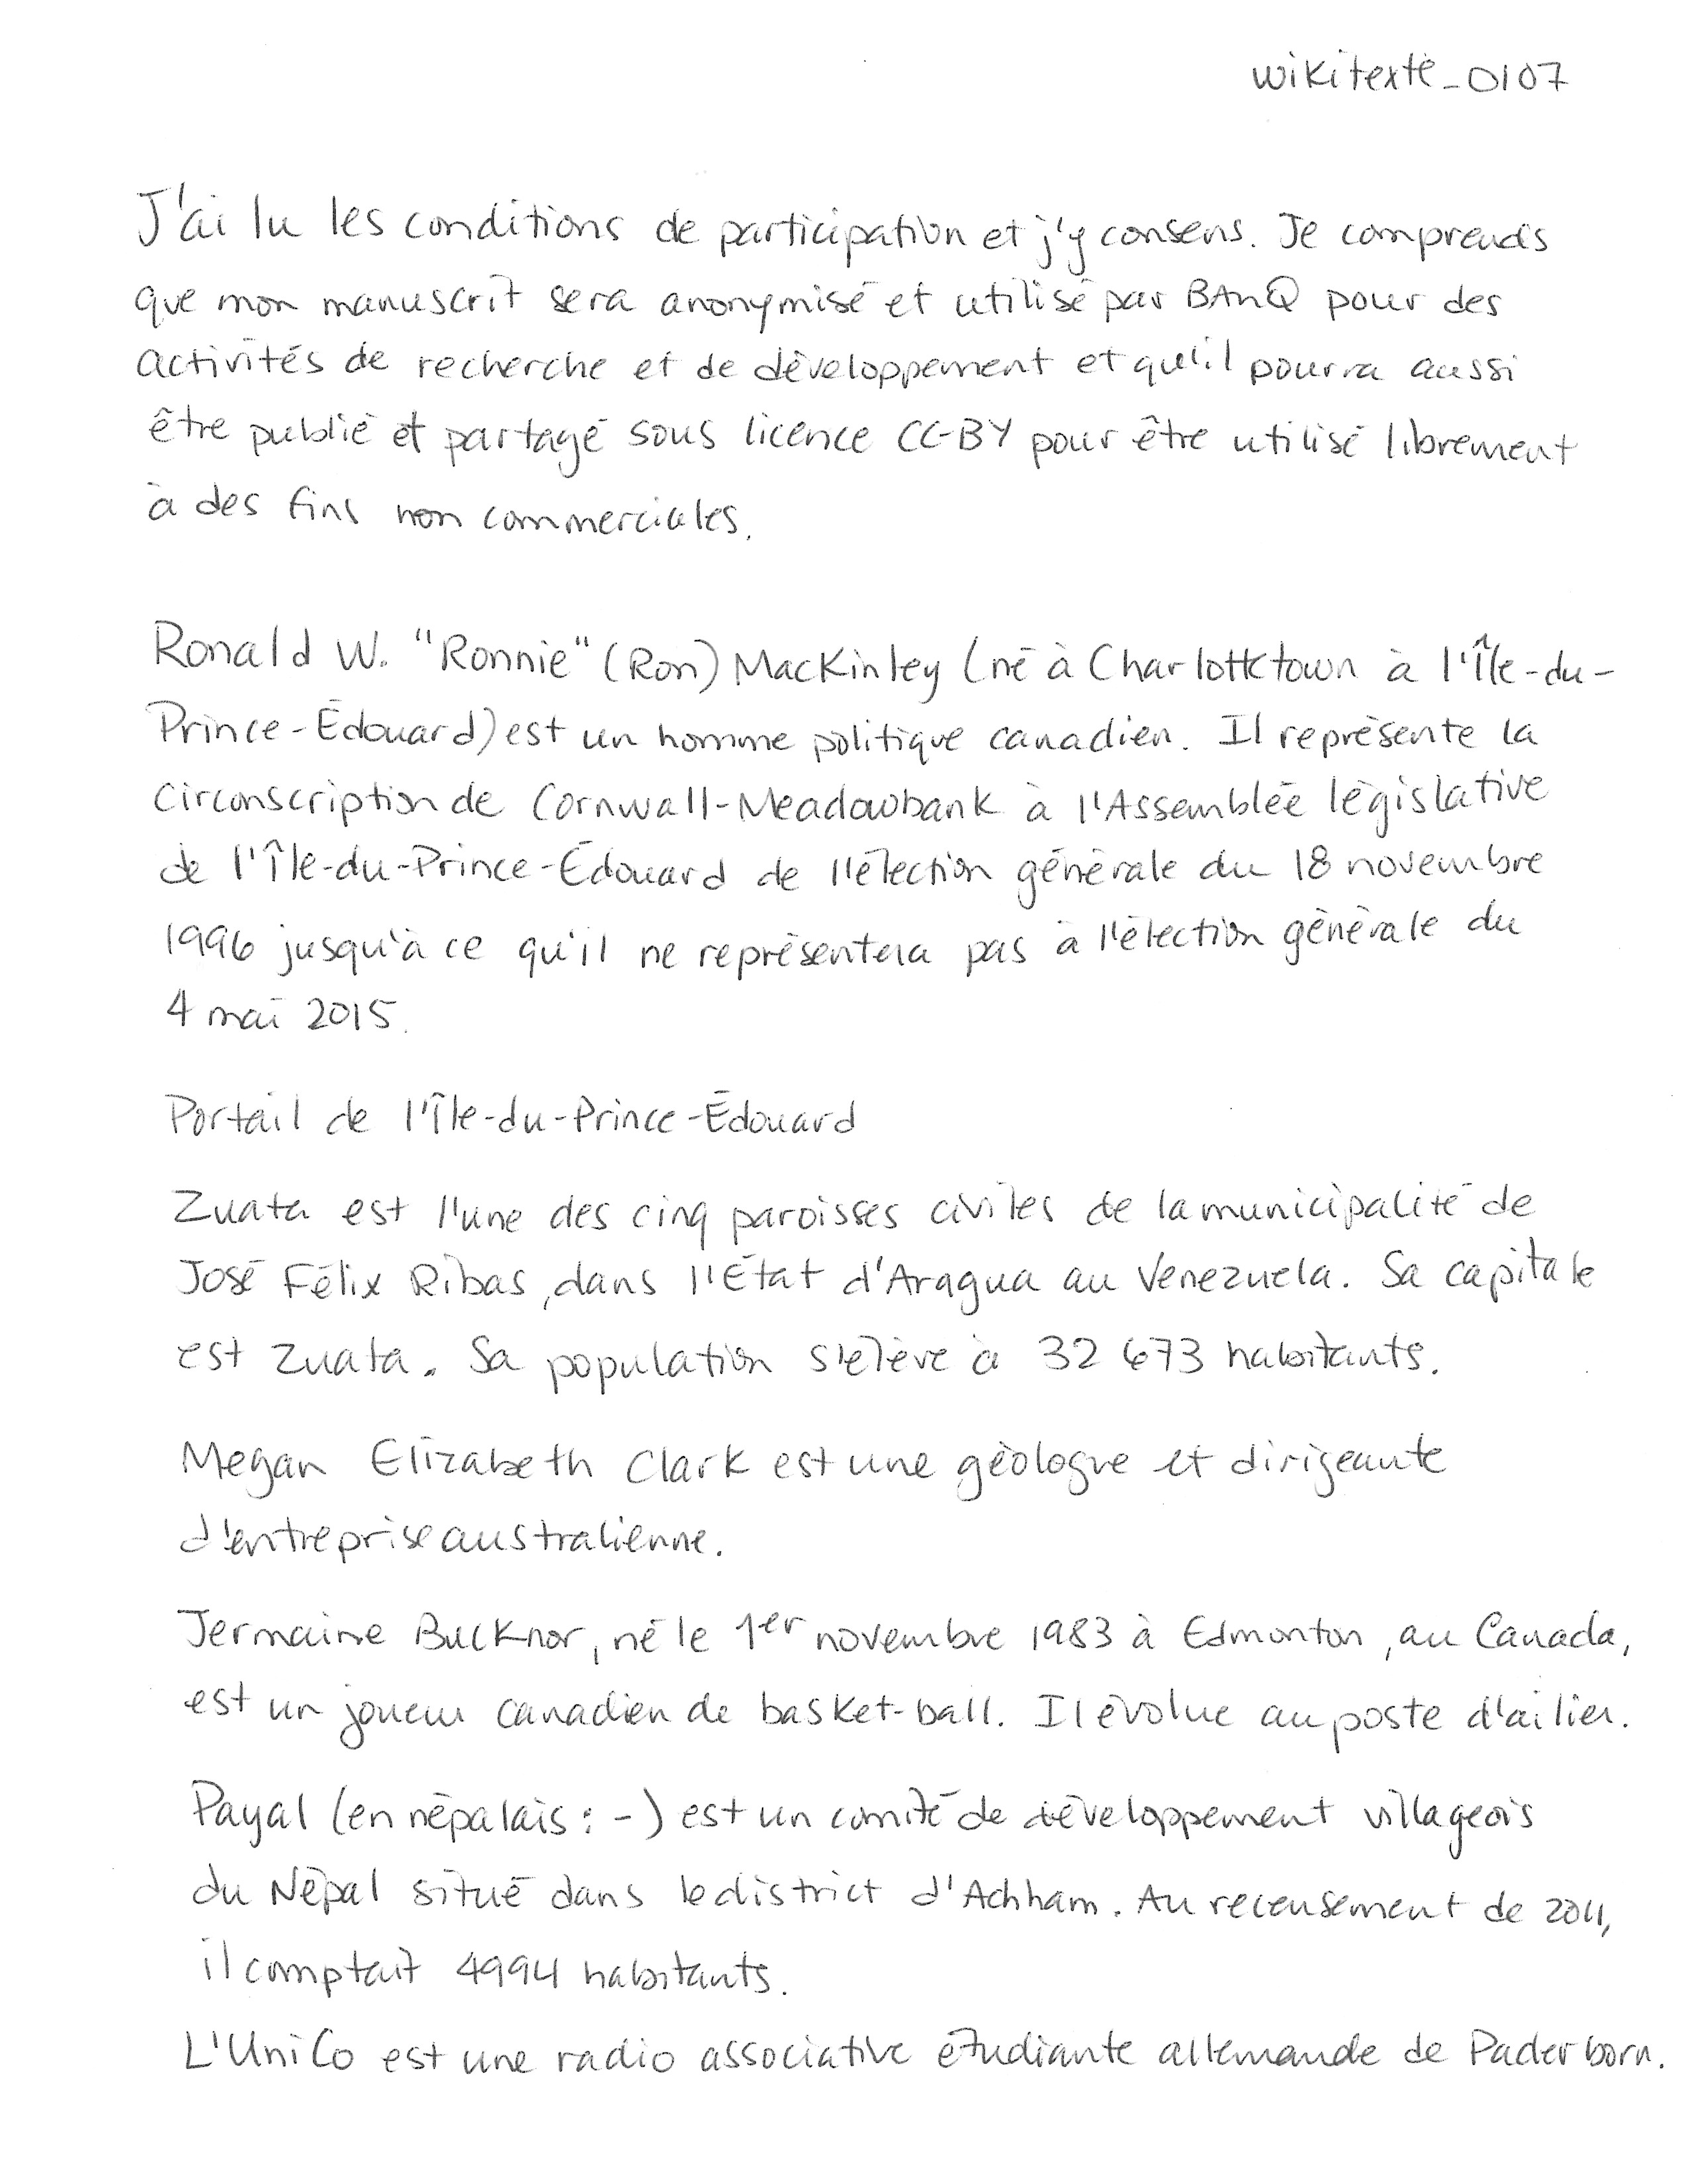 wikitexte_0107
J'ai lu les conditions de participation et j'y consens. Je comprends
que mon manuscrit sera anonymisé et utilisé par BAnQ pour des
activités de recherche et de développement et qu'il pourra aussi
être publié et partagé sous licence CC-BY pour être utilisé librement
à des fins non commerciales.
Ronald W. "Ronnie" (Ron) MacKinley (né à Charlottetown à l'Île-du-
Prince-Édouard) est un homme politique canadien. Il représente la
circonscription de Cornwall-Meadowbank à l'Assemblée législative
de l'Île-du-Prince-Édouard de l'élection générale du 18 novembre
1996 jusqu'à ce qu'il ne représentera pas à l'élection générale du
4 mai 2015.
Portail de l'Île-du-Prince-Édouard
Zuata est l'une des cinq paroisses civiles de la municipalité de
José Félix Ribas, dans l'État d'Aragua au Venezuela. Sa capitale
est Zuata. Sa population s'élève à 32 673 habitants.
Megan Elizabeth Clark est une géologue et dirigeante
d'entreprise australienne.
Jermaine Bucknor, né le 1er novembre 1983 à Edmonton, au Canada,
est un joueur canadien de basket-ball. Il évolue au poste d'ailier.
Payal (en népalais : -) est un comité de développement villageois
du Népal situé dans le district d'Achham. Au recensement de 2011,
il comptait 4994 habitants.
L'UniCo est une radio associative étudiante allemande de Paderborn.